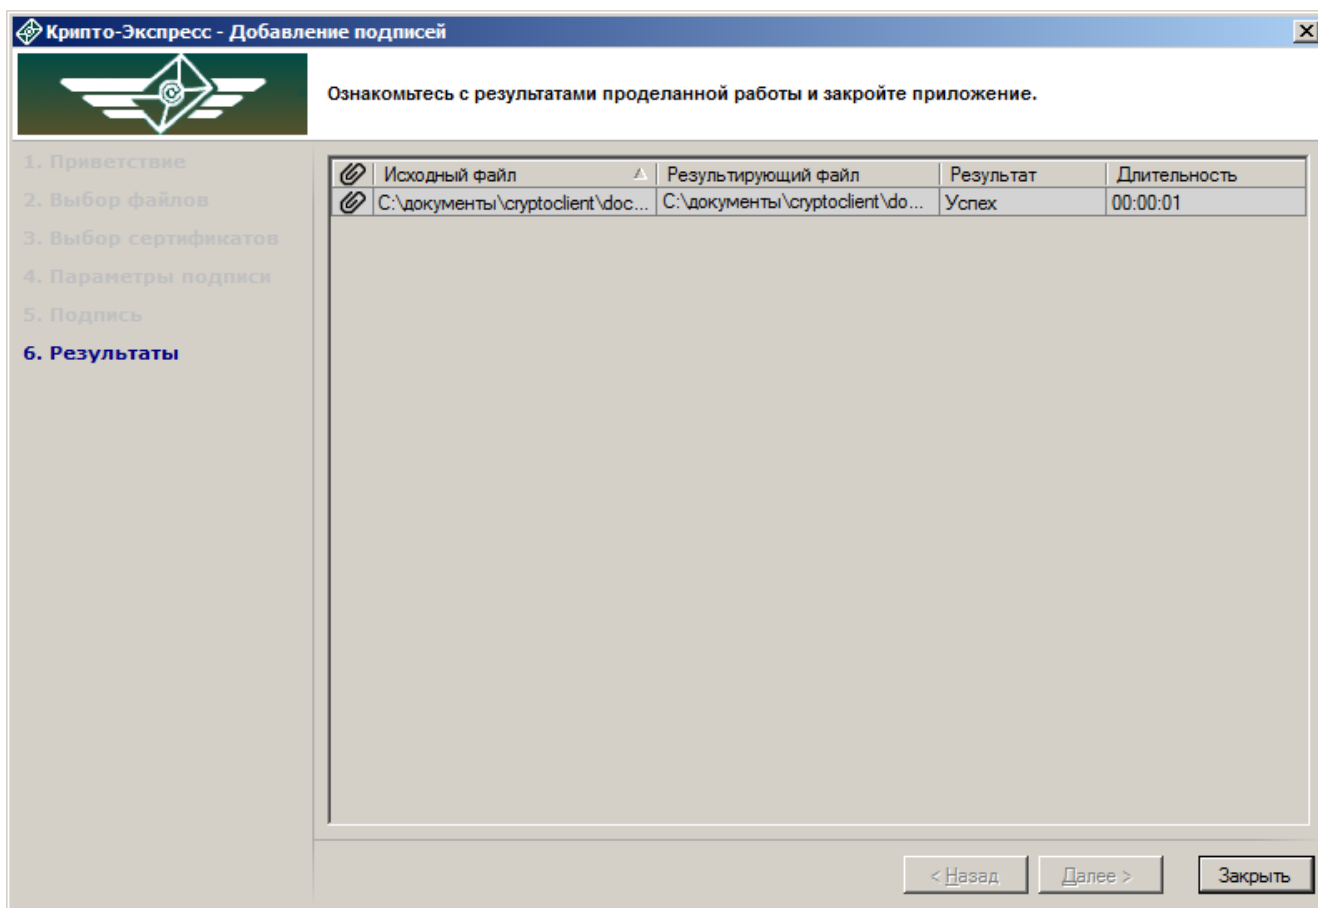 Крипто-Экспресс - Добавление подписей
Ознакомьтесь с результатами проделанной работы и закройте приложение.
1. Приветствие
2. Выбор файлов
3. Выбор сертификатов
4. Параметры подписи
5. Подпись
6. Результаты
Исходный файл Результирующий файл Результат Длительность
C:\документы\cryptoclient\doc... C:\документы\cryptoclient\do... Успех 00:00:01
< Назад Далее > Закрыть